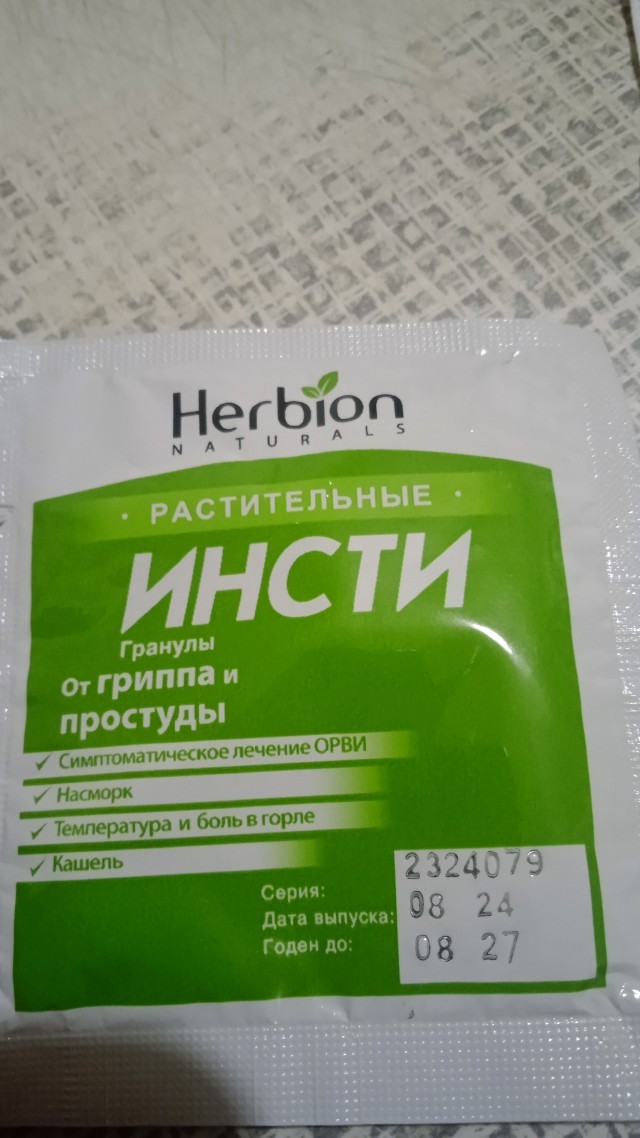 Herbion
NATURALS
· РАСТИТЕЛЬНЫЕ ·
ИНСТИ
Гранулы
От гриппа и
простуды
✓ Симптоматическое лечение ОРВИ
✓ Насморк
✓ Температура и боль в горле
✓ Кашель
Серия: 2324079
Дата выпуска: 08 24
Годен до: 08 27